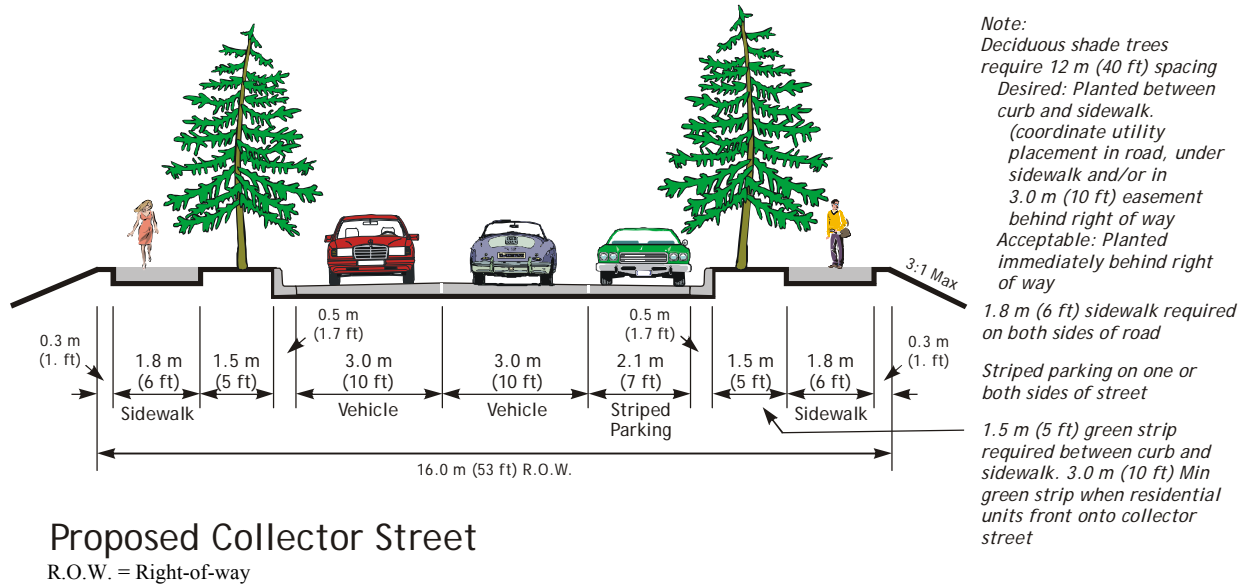 Note:
Deciduous shade trees
require 12 m (40 ft) spacing
Desired: Planted between
curb and sidewalk.
(coordinate utility
placement in road, under
sidewalk and/or in
3.0 m (10 ft) easement
behind right of way
Acceptable: Planted
immediately behind right
of way
1.8 m (6 ft) sidewalk required
on both sides of road
Striped parking on one or
both sides of street
1.5 m (5 ft) green strip
required between curb and
sidewalk. 3.0 m (10 ft) Min
green strip when residential
units front onto collector
street
3:1 Max
0.3 m
(1. ft)
1.8 m
(6 ft)
Sidewalk
1.5 m
(5 ft)
0.5 m
(1.7 ft)
3.0 m
(10 ft)
Vehicle
3.0 m
(10 ft)
Vehicle
2.1 m
(7 ft)
Striped
Parking
0.5 m
(1.7 ft)
1.5 m
(5 ft)
1.8 m
(6 ft)
Sidewalk
0.3 m
(1. ft)
16.0 m (53 ft) R.O.W.
Proposed Collector Street
R.O.W. = Right-of-way